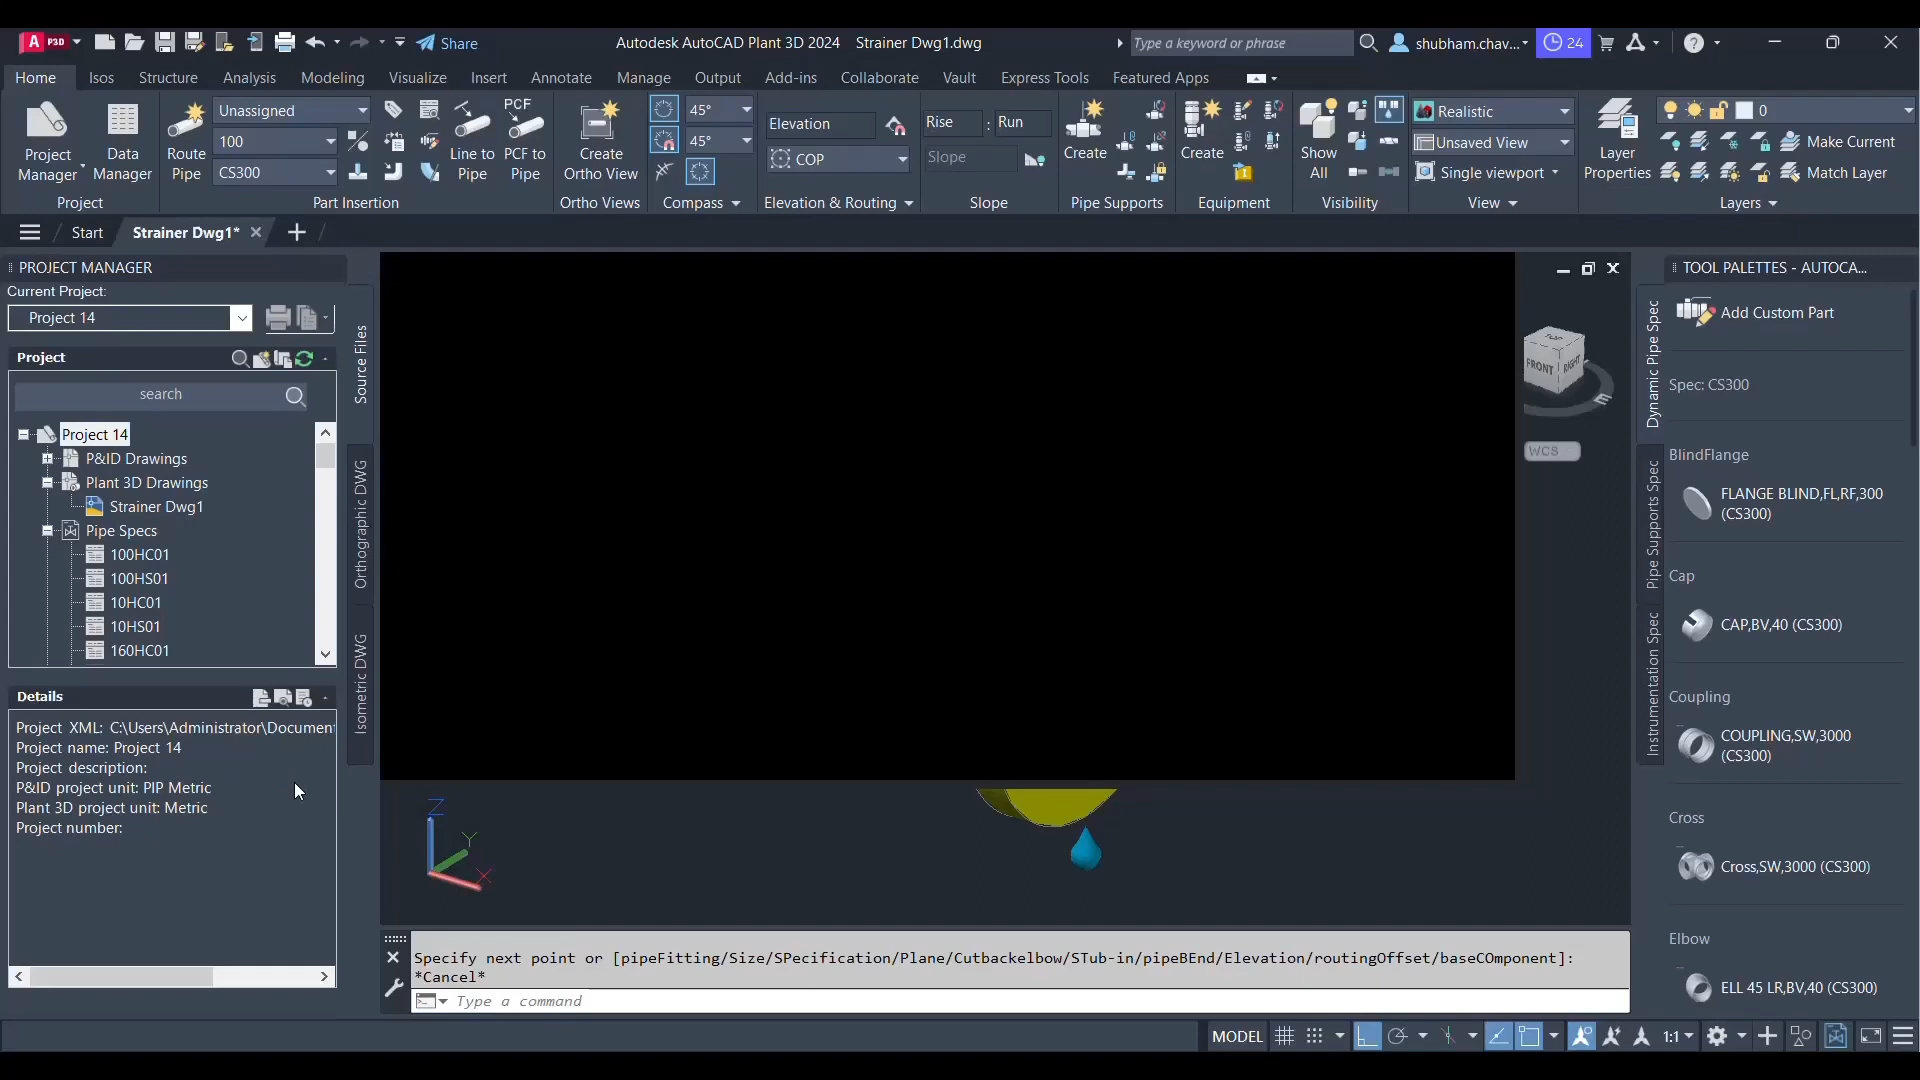 A P3D
Share
Autodesk AutoCAD Plant 3D 2024 Strainer Dwg1.dwg
Type a keyword or phrase
shubham.chav...
24
Home Isos Structure Analysis Modeling Visualize Insert Annotate Manage Output Add-ins Collaborate Vault Express Tools Featured Apps
Project Manager
Data Manager
Project
Route Pipe
Unassigned
100
CS300
Line to Pipe
PCF
PCF to Pipe
Part Insertion
Create Ortho View
Ortho Views
45°
45°
Compass
Elevation
COP
Elevation & Routing
Rise : Run
Slope
Slope
Create
Pipe Supports
Create
Equipment
Show All
Visibility
Realistic
Unsaved View
Single viewport
View
Layer Properties
0
Make Current
Match Layer
Layers
Start
Strainer Dwg1*
PROJECT MANAGER
Current Project:
Project 14
Project
search
Project 14
P&ID Drawings
Plant 3D Drawings
Strainer Dwg1
Pipe Specs
100HC01
100HS01
10HC01
10HS01
160HC01
Source Files
Orthographic DWG
Isometric DWG
Details
Project XML: C:\Users\Administrator\Documen
Project name: Project 14
Project description:
P&ID project unit: PIP Metric
Plant 3D project unit: Metric
Project number:
TOP
FRONT
RIGHT
E
WCS
Z
Y
X
Specify next point or [pipeFitting/Size/SPecification/Plane/Cutbackelbow/STub-in/pipeBEnd/Elevation/routingOffset/baseCOmponent]:
*Cancel*
Type a command
TOOL PALETTES - AUTOCA...
Dynamic Pipe Spec
Pipe Supports Spec
Instrumentation Spec
Add Custom Part
Spec: CS300
BlindFlange
FLANGE BLIND,FL,RF,300
(CS300)
Cap
CAP,BV,40 (CS300)
Coupling
COUPLING,SW,3000
(CS300)
Cross
Cross,SW,3000 (CS300)
Elbow
ELL 45 LR,BV,40 (CS300)
MODEL
1:1